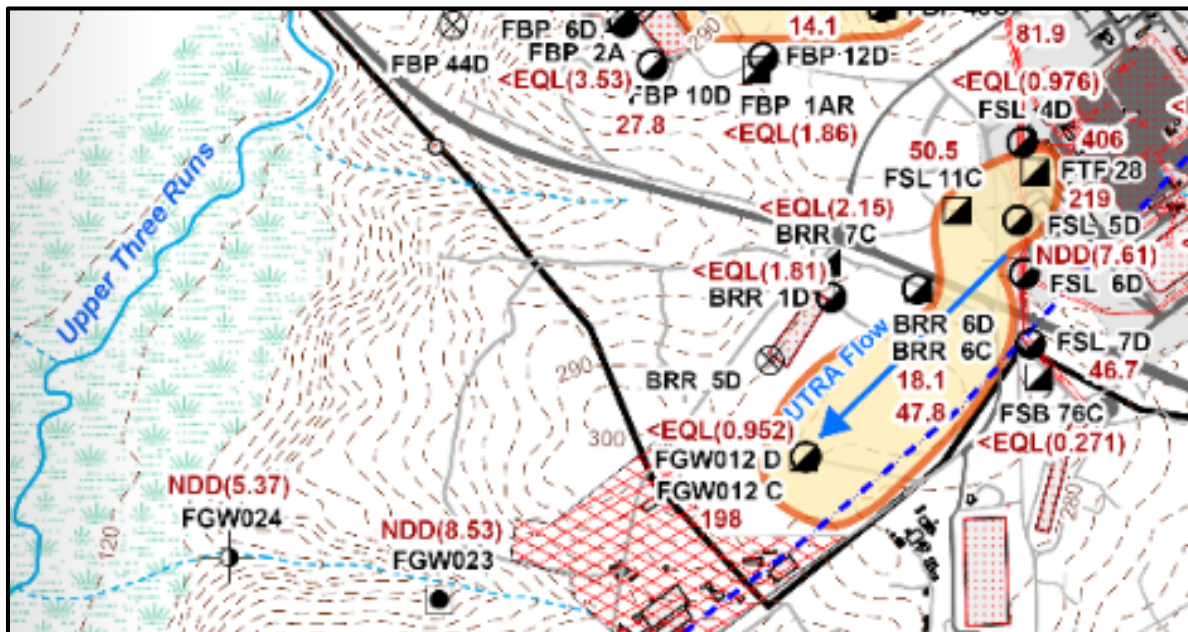 FBP 6D
290
14.1
81.9
FBP 2A
FBP 12D
FBP 44D
<EQL(3.53)
FBP 10D
FBP 1AR
<EQL(0.976)
FSL 4D
27.8
<EQL(1.86)
406
50.5
FSL 11C
FTF 28
219
<EQL(2.15)
BRR 7C
FSL 5D
NDD(7.61)
<EQL(1.81)
BRR 1D
FSL 6D
Upper Three Runs
BRR 6D
BRR 6C
UTRA Flow
FSL 7D
290
BRR 5D
18.1
46.7
47.8
FSB 76C
300
<EQL(0.952)
<EQL(0.271)
FGW012 D
FGW012 C
NDD(5.37)
FGW024
198
280
NDD(8.53)
FGW023
120